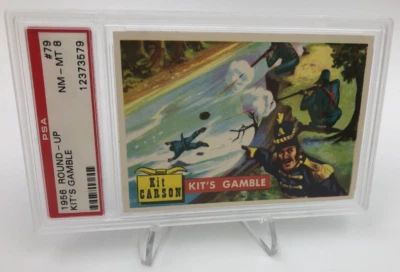 1956 ROUND-UP
KIT'S GAMBLE
PSA
#79
NM-MT 8
12373579
Kit
CARSON
KIT'S GAMBLE